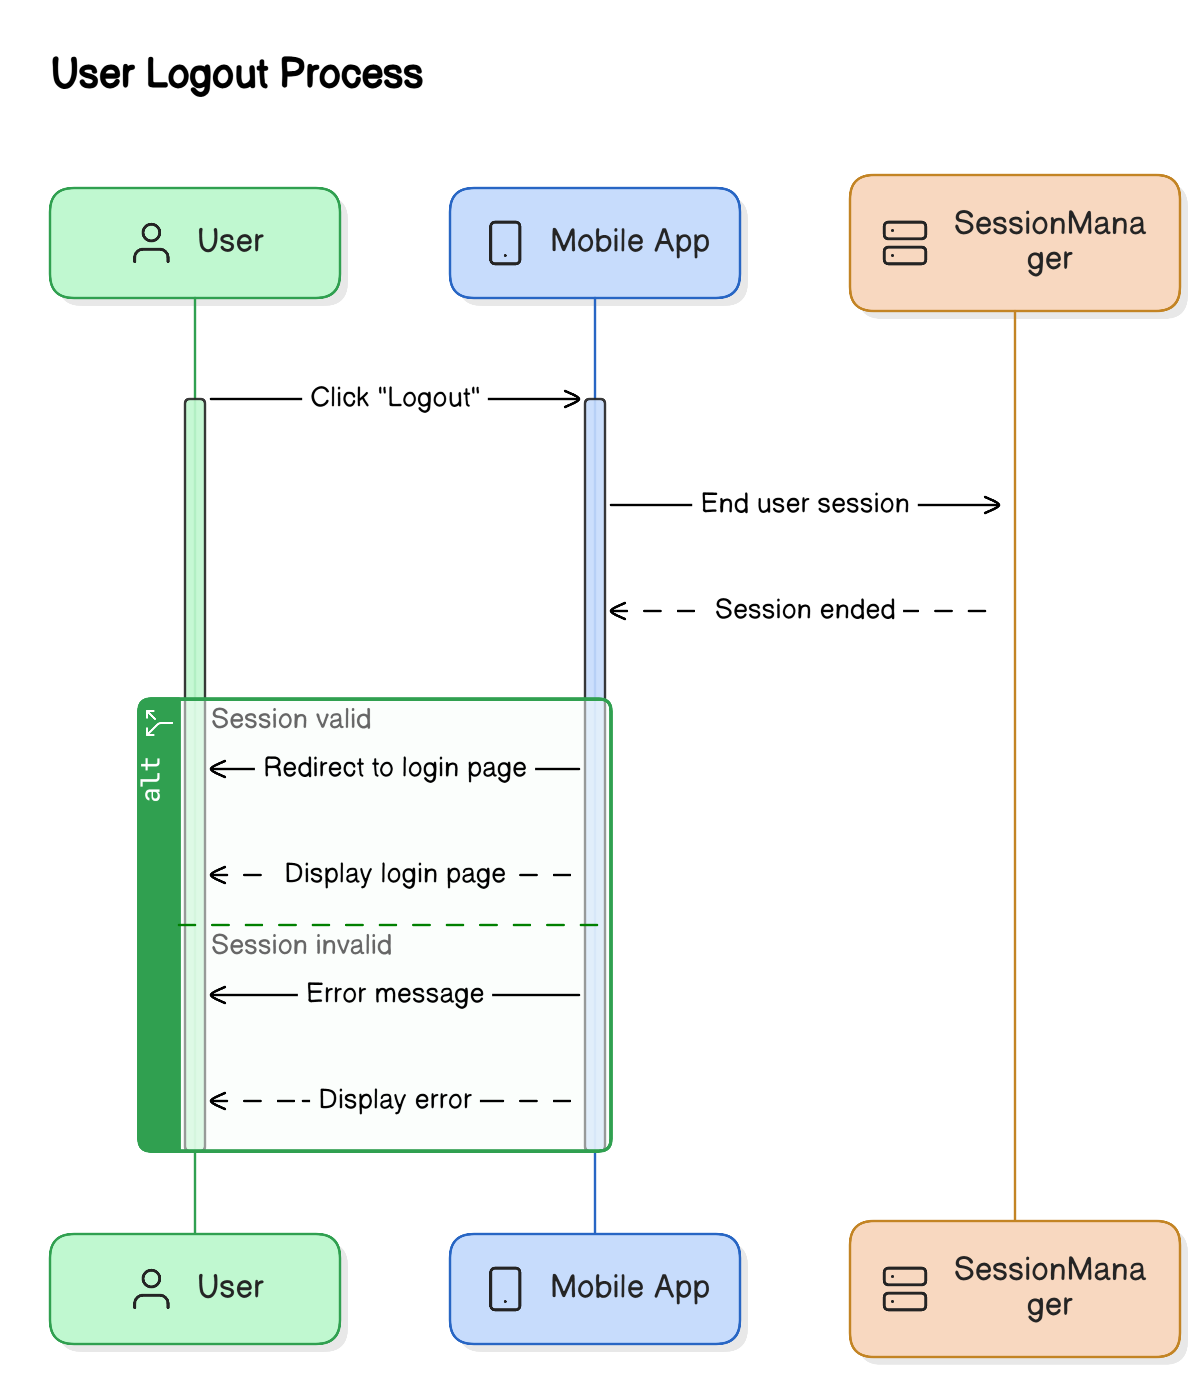 User Logout Process
User
Mobile App
SessionMana
ger
Click "Logout"
End user session
Session ended
alt
Session valid
Redirect to login page
Display login page
Session invalid
Error message
Display error
User
Mobile App
SessionMana
ger